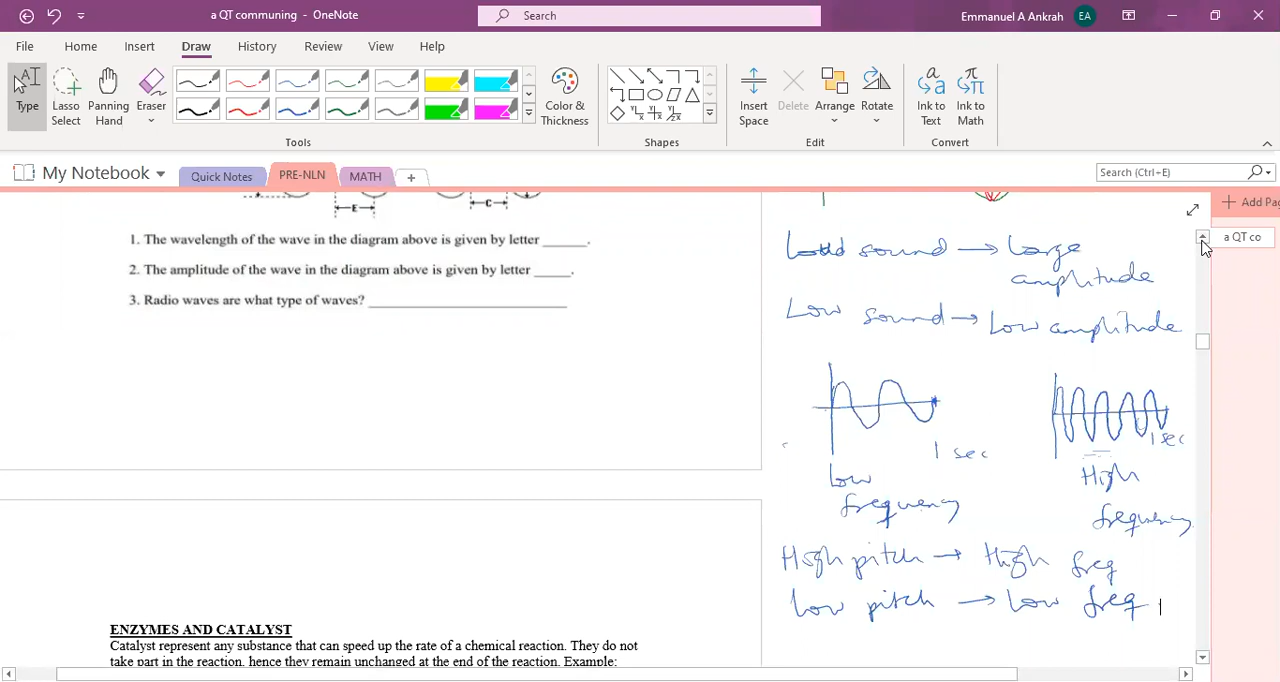 a QT communing - OneNote
Search
Emmanuel A Ankrah
EA
File
Home
Insert
Draw
History
Review
View
Help
Type
Lasso Select
Panning Hand
Eraser
Color & Thickness
Insert Space
Delete
Arrange
Rotate
Ink to Text
Ink to Math
Tools
Shapes
Edit
Convert
My Notebook
Quick Notes
PRE-NLN
MATH
+
Search (Ctrl+E)
Add Pag
a QT co
E
C
1. The wavelength of the wave in the diagram above is given by letter ______.
2. The amplitude of the wave in the diagram above is given by letter _____.
3. Radio waves are what type of waves? __________________________
Loud sound → Large
amplitude
Low sound → Low amplitude
1 sec
1 sec
Low
frequency
High
frequency
High pitch → High freq
low pitch → low freq
ENZYMES AND CATALYST
Catalyst represent any substance that can speed up the rate of a chemical reaction. They do not
take part in the reaction, hence they remain unchanged at the end of the reaction. Example: